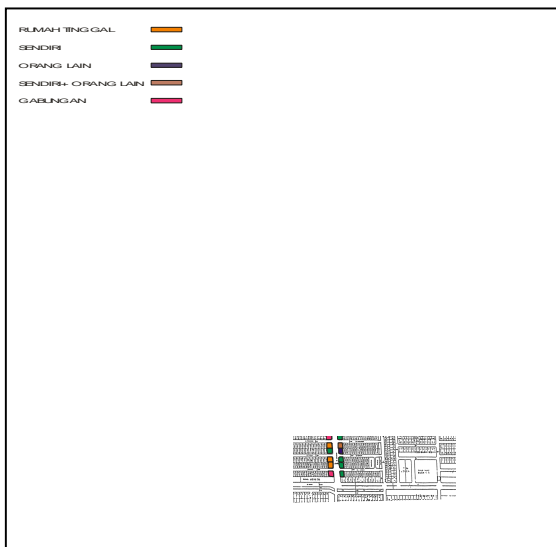 RUMAH TINGGAL
SENDIRI
ORANG LAIN
SENDIRI+ ORANG LAIN
GABUNGAN